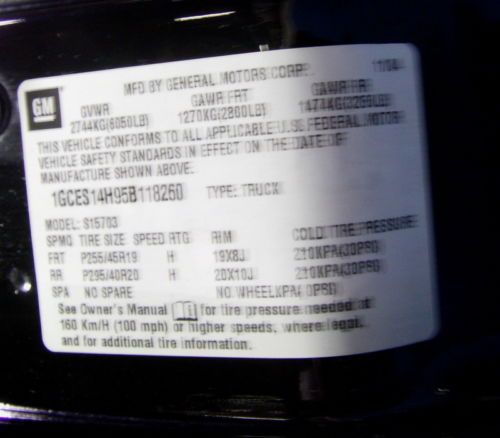 GM
MFD BY GENERAL MOTORS CORP. 11/04
GVWR GAWR FRT GAWR RR
2744KG(6050LB) 1270KG(2800LB)
THIS VEHICLE CONFORMS TO ALL APPLICABLE U.S. FEDERAL MOTOR
VEHICLE SAFETY STANDARDS IN EFFECT ON THE DATE OF
MANUFACTURE SHOWN ABOVE.
1GCES14H95B118260 TYPE: TRUCK
MODEL: S15703
SPMO TIRE SIZE SPEED RTG RIM COLD TIRE PRESSURE
FRT P255/45R19 H 19X8J 210KPA(30PSI)
RR P295/40R20 H 20X10J 210KPA(30PSI)
SPA NO SPARE NO WHEELKPA( 0PSI)
See Owner's Manual for tire pressure needed at
160 Km/H (100 mph) or higher speeds, where legal,
and for additional tire information.